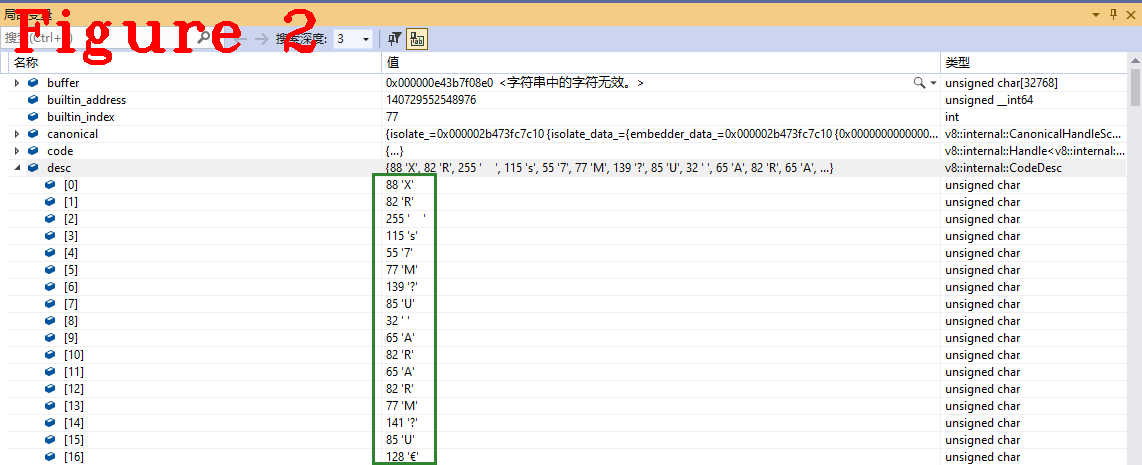 局部变量
Figure 2
搜索(Ctrl+E) 搜索深度: 3
名称 值 类型
buffer 0x000000e43b7f08e0 <字符串中的字符无效。> unsigned char[32768]
builtin_address 140729552548976 unsigned __int64
builtin_index 77 int
canonical {isolate_=0x000002b473fc7c10 {isolate_data_={embedder_data_=0x000002b473fc7c10 {0x0000000000000... v8::internal::CanonicalHandleSc...
code {...} v8::internal::Handle<v8::internal:...
desc {88 'X', 82 'R', 255 ' ', 115 's', 55 '7', 77 'M', 139 '?', 85 'U', 32 ' ', 65 'A', 82 'R', 65 'A', ...} v8::internal::CodeDesc
[0] 88 'X' unsigned char
[1] 82 'R' unsigned char
[2] 255 ' ' unsigned char
[3] 115 's' unsigned char
[4] 55 '7' unsigned char
[5] 77 'M' unsigned char
[6] 139 '?' unsigned char
[7] 85 'U' unsigned char
[8] 32 ' ' unsigned char
[9] 65 'A' unsigned char
[10] 82 'R' unsigned char
[11] 65 'A' unsigned char
[12] 82 'R' unsigned char
[13] 77 'M' unsigned char
[14] 141 '?' unsigned char
[15] 85 'U' unsigned char
[16] 128 '€' unsigned char